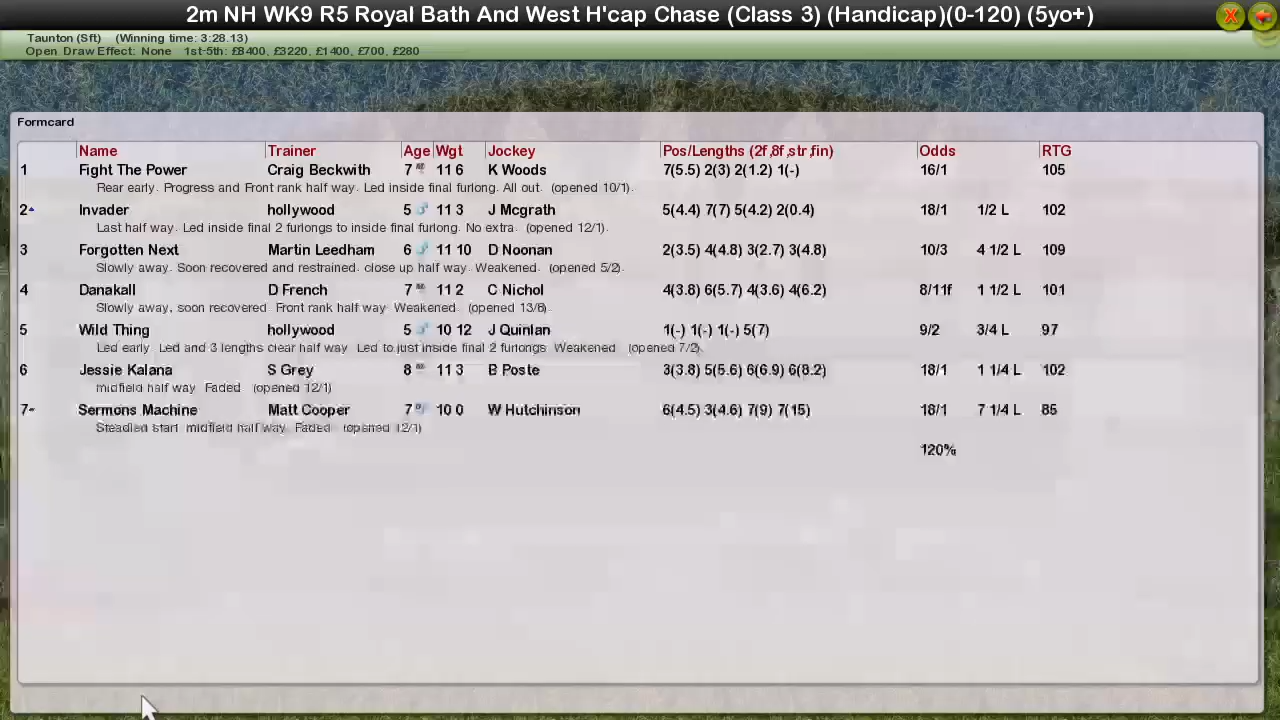 2m NH WK9 R5 Royal Bath And West H'cap Chase (Class 3) (Handicap)(0-120) (5yo+)
Taunton (Sft) (Winning time: 3:28.13)
Open Draw Effect: None 1st-5th: £8400, £3220, £1400, £700, £280
Formcard
Name Trainer Age Wgt Jockey Pos/Lengths (2f,8f,str,fin) Odds RTG
1 Fight The Power Craig Beckwith 7 11 6 K Woods 7(5.5) 2(3) 2(1.2) 1(-) 16/1 105
Rear early. Progress and Front rank half way. Led inside final furlong. All out. (opened 10/1).
2 Invader hollywood 5 11 3 J Mcgrath 5(4.4) 7(7) 5(4.2) 2(0.4) 18/1 1/2 L 102
Last half way. Led inside final 2 furlongs to inside final furlong. No extra. (opened 12/1).
3 Forgotten Next Martin Leedham 6 11 10 D Noonan 2(3.5) 4(4.8) 3(2.7) 3(4.8) 10/3 4 1/2 L 109
Slowly away. Soon recovered and restrained. close up half way. Weakened. (opened 5/2).
4 Danakall D French 7 11 2 C Nichol 4(3.8) 6(5.7) 4(3.6) 4(6.2) 8/11f 1 1/2 L 101
Slowly away, soon recovered. Front rank half way. Weakened. (opened 13/8).
5 Wild Thing hollywood 5 10 12 J Quinlan 1(-) 1(-) 1(-) 5(7) 9/2 3/4 L 97
Led early. Led and 3 lengths clear half way. Led to just inside final 2 furlongs. Weakened. (opened 7/2).
6 Jessie Kalana S Grey 8 11 3 B Poste 3(3.8) 5(5.6) 6(6.9) 6(8.2) 18/1 1 1/4 L 102
midfield half way. Faded. (opened 12/1)
7 Sermons Machine Matt Cooper 7 10 0 W Hutchinson 6(4.5) 3(4.6) 7(9) 7(15) 18/1 7 1/4 L 85
Steadied start. midfield half way. Faded. (opened 12/1)
120%